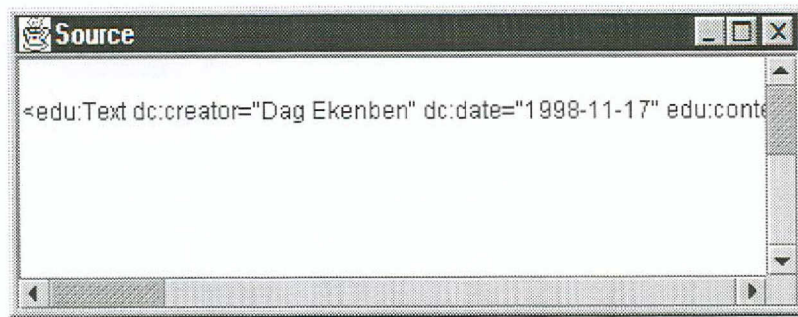 Source
<edu:Text dc:creator="Dag Ekenben" dc:date="1998-11-17" edu:conte